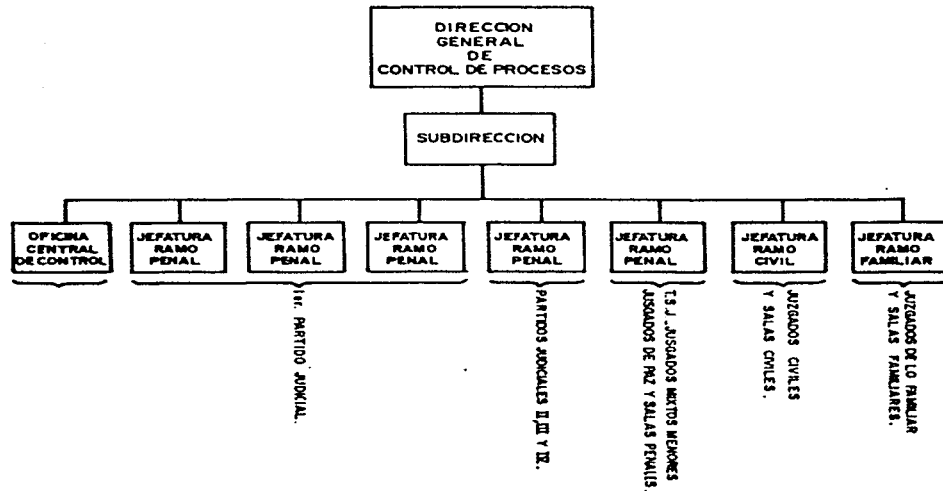 DIRECCION
GENERAL
DE
CONTROL DE PROCESOS
SUBDIRECCION
OFICINA
CENTRAL
DE CONTROL
JEFATURA
RAMO
PENAL
JEFATURA
RAMO
PENAL
JEFATURA
RAMO
PENAL
JEFATURA
RAMO
PENAL
JEFATURA
RAMO
PENAL
JEFATURA
RAMO
CIVIL
JEFATURA
RAMO
FAMILIAR
1er. PARTIDO JUDICIAL.
PARTIDOS JUDICIALES II, III Y IV.
T.S.J. JUSGADOS MIXTOS MENORES
JUSGADOS DE PAZ Y SALAS PENALES.
JUZGADOS CIVILES
Y SALAS CIVILES.
JUZGADOS DE LO FAMILIAR
Y SALAS FAMILIARES.